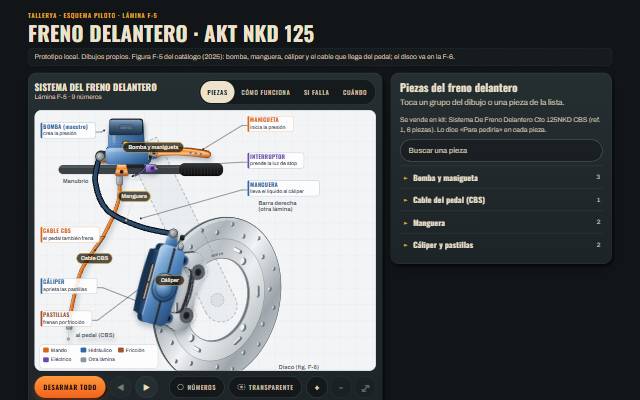 TALLERYA · ESQUEMA PILOTO · LÁMINA F-5
FRENO DELANTERO · AKT NKD 125
Prototipo local. Dibujos propios. Figura F-5 del catálogo (2025): bomba, manguera, cáliper y el cable que llega del pedal; el disco va en la F-6.
SISTEMA DEL FRENO DELANTERO
Lámina F-5 · 9 números
PIEZAS
CÓMO FUNCIONA
SI FALLA
CUÁNDO
BOMBA (maestro)
crea la presión
MANIGUETA
inicia la presión
Bomba y manigueta
INTERRUPTOR
prende la luz de stop
Manubrio
MANGUERA
lleva el líquido al cáliper
Manguera
Barra derecha
(otra lámina)
CABLE CBS
el pedal también frena
Cable CBS
CÁLIPER
aprieta las pastillas
Cáliper
PASTILLAS
frenan por fricción
al pedal (CBS)
Mando
Hidráulico
Fricción
Eléctrico
Otra lámina
Disco (fig. F-6)
DESARMAR TODO
NÚMEROS
TRANSPARENTE
+
−
Piezas del freno delantero
Toca un grupo del dibujo o una pieza de la lista.
Se vende en kit: Sistema De Freno Delantero Cto 125NKD CBS (ref.
1, 6 piezas). Lo dice «Para pedirla» en cada pieza.
Buscar una pieza
Bomba y manigueta 3
Cable del pedal (CBS) 1
Manguera 2
Cáliper y pastillas 2